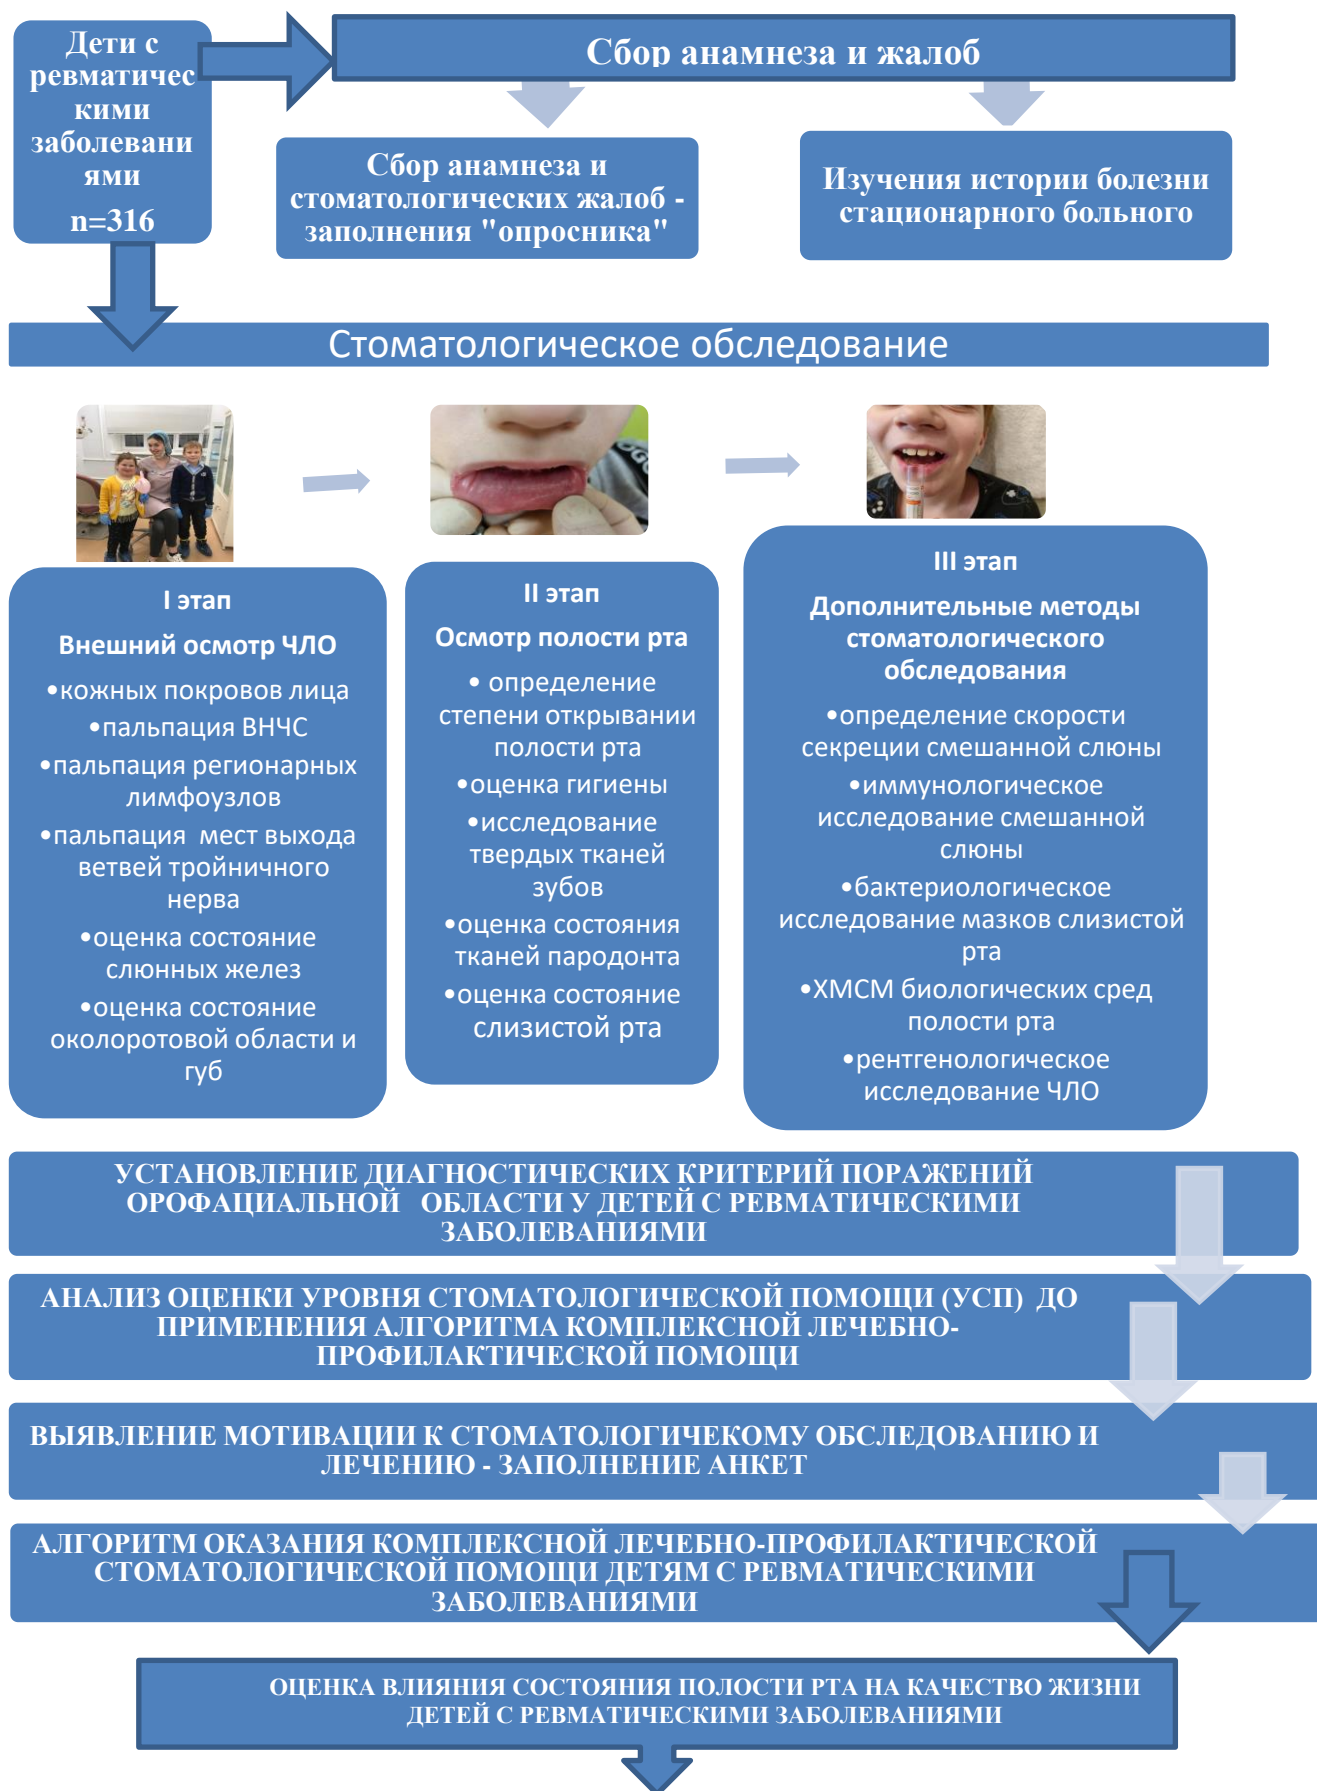 Дети с
ревматичес
кими
заболевани
ями
n=316
Сбор анамнеза и жалоб
Сбор анамнеза и
стоматологических жалоб -
заполнения "опросника"
Изучения истории болезни
стационарного больного
Стоматологическое обследование
I этап
Внешний осмотр ЧЛО
•кожных покровов лица
•пальпация ВНЧС
•пальпация регионарных
лимфоузлов
•пальпация мест выхода
ветвей тройничного
нерва
•оценка состояние
слюнных желез
•оценка состояние
околоротовой области и
губ
II этап
Осмотр полости рта
• определение
степени открывании
полости рта
•оценка гигиены
•исследование
твердых тканей
зубов
•оценка состояния
тканей пародонта
•оценка состояние
слизистой рта
III этап
Дополнительные методы
стоматологического
обследования
•определение скорости
секреции смешанной слюны
•иммунологическое
исследование смешанной
слюны
•бактериологическое
исследование мазков слизистой
рта
•ХМСМ биологических сред
полости рта
•рентгенологическое
исследование ЧЛО
УСТАНОВЛЕНИЕ ДИАГНОСТИЧЕСКИХ КРИТЕРИЙ ПОРАЖЕНИЙ
ОРОФАЦИАЛЬНОЙ ОБЛАСТИ У ДЕТЕЙ С РЕВМАТИЧЕСКИМИ
ЗАБОЛЕВАНИЯМИ
АНАЛИЗ ОЦЕНКИ УРОВНЯ СТОМАТОЛОГИЧЕСКОЙ ПОМОЩИ (УСП) ДО
ПРИМЕНЕНИЯ АЛГОРИТМА КОМПЛЕКСНОЙ ЛЕЧЕБНО-
ПРОФИЛАКТИЧЕСКОЙ ПОМОЩИ
ВЫЯВЛЕНИЕ МОТИВАЦИИ К СТОМАТОЛОГИЧЕКОМУ ОБСЛЕДОВАНИЮ И
ЛЕЧЕНИЮ - ЗАПОЛНЕНИЕ АНКЕТ
АЛГОРИТМ ОКАЗАНИЯ КОМПЛЕКСНОЙ ЛЕЧЕБНО-ПРОФИЛАКТИЧЕСКОЙ
СТОМАТОЛОГИЧЕСКОЙ ПОМОЩИ ДЕТЯМ С РЕВМАТИЧЕСКИМИ
ЗАБОЛЕВАНИЯМИ
ОЦЕНКА ВЛИЯНИЯ СОСТОЯНИЯ ПОЛОСТИ РТА НА КАЧЕСТВО ЖИЗНИ
ДЕТЕЙ С РЕВМАТИЧЕСКИМИ ЗАБОЛЕВАНИЯМИ